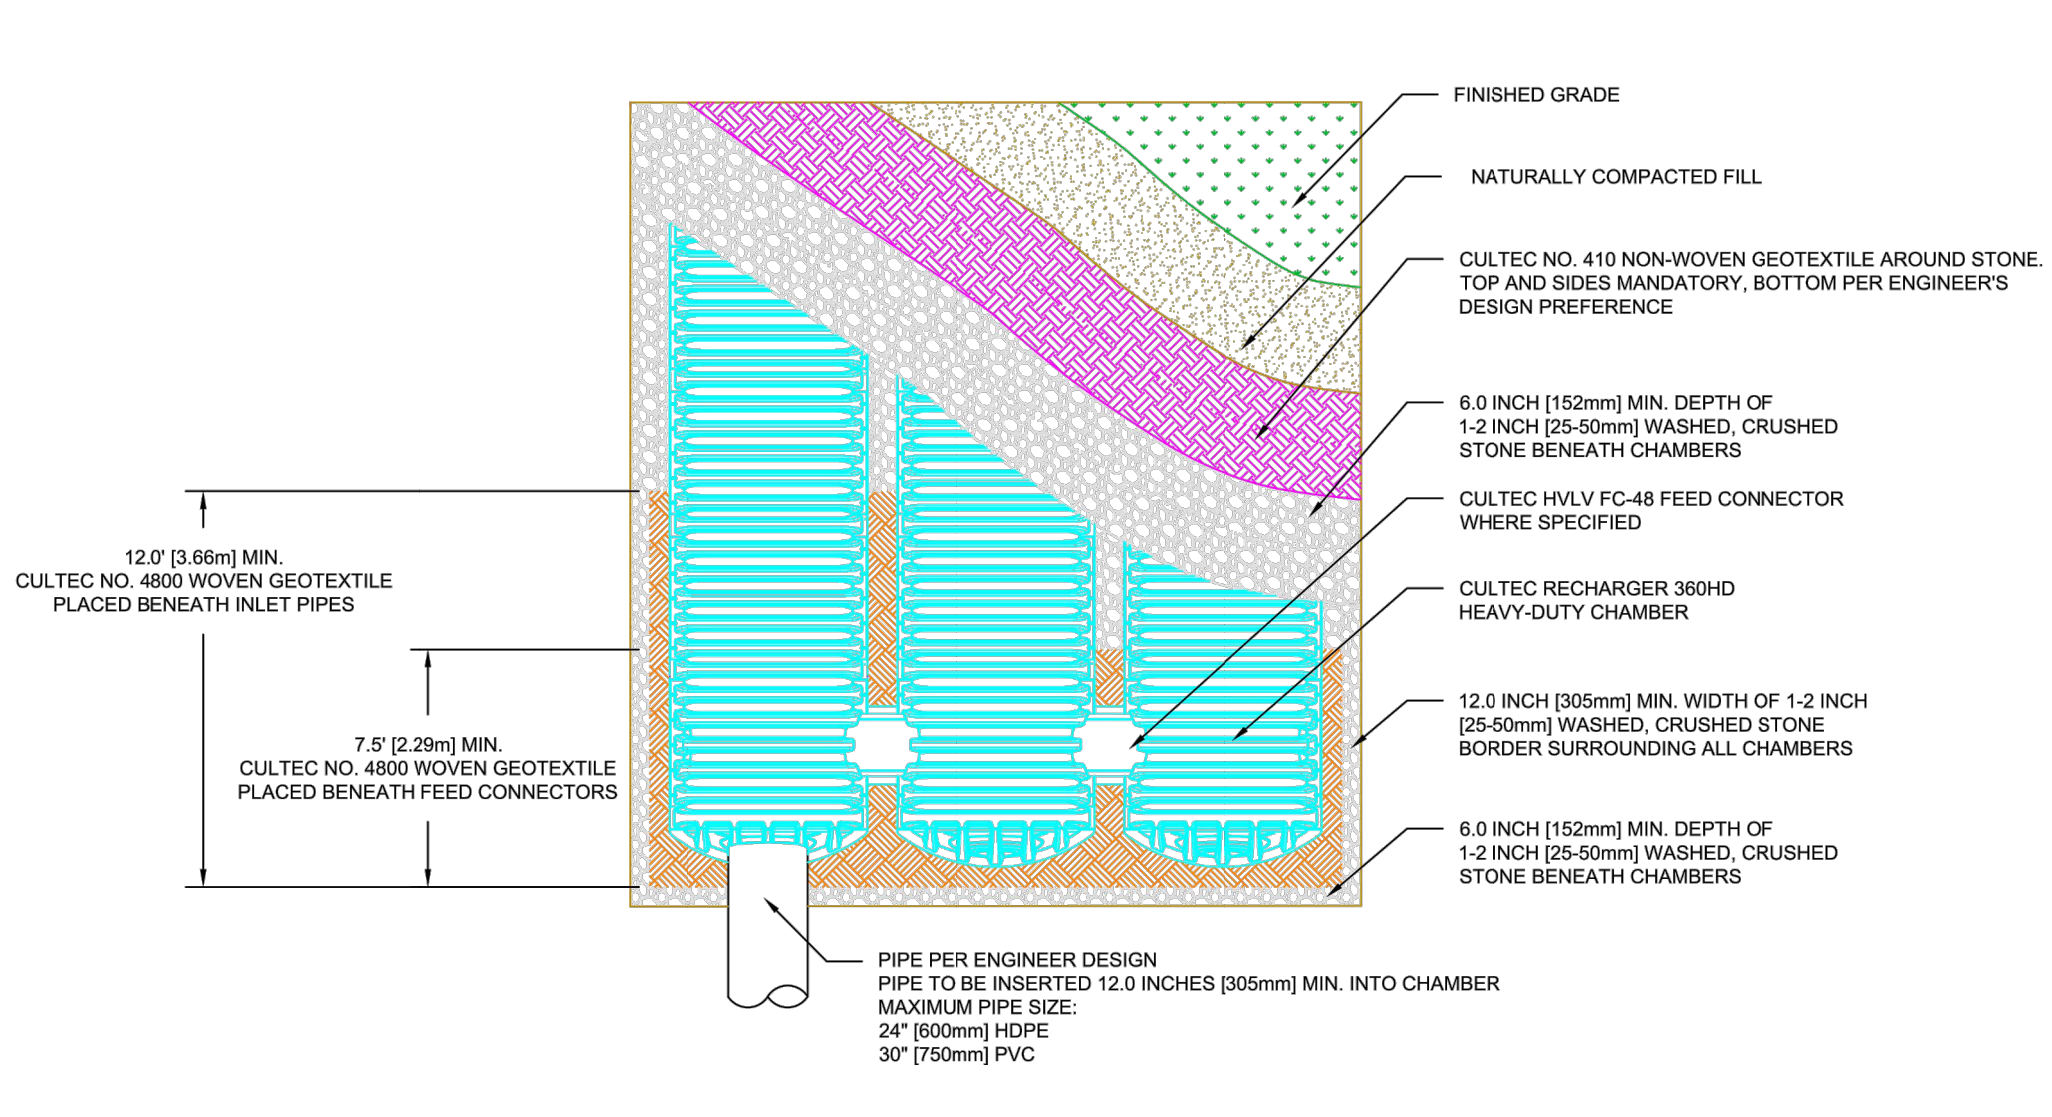 FINISHED GRADE
NATURALLY COMPACTED FILL
CULTEC NO. 410 NON-WOVEN GEOTEXTILE AROUND STONE.
TOP AND SIDES MANDATORY, BOTTOM PER ENGINEER'S
DESIGN PREFERENCE
6.0 INCH [152mm] MIN. DEPTH OF
1-2 INCH [25-50mm] WASHED, CRUSHED
STONE BENEATH CHAMBERS
CULTEC HVLV FC-48 FEED CONNECTOR
WHERE SPECIFIED
12.0' [3.66m] MIN.
CULTEC NO. 4800 WOVEN GEOTEXTILE
PLACED BENEATH INLET PIPES
CULTEC RECHARGER 360HD
HEAVY-DUTY CHAMBER
12.0 INCH [305mm] MIN. WIDTH OF 1-2 INCH
[25-50mm] WASHED, CRUSHED STONE
BORDER SURROUNDING ALL CHAMBERS
7.5' [2.29m] MIN.
CULTEC NO. 4800 WOVEN GEOTEXTILE
PLACED BENEATH FEED CONNECTORS
6.0 INCH [152mm] MIN. DEPTH OF
1-2 INCH [25-50mm] WASHED, CRUSHED
STONE BENEATH CHAMBERS
PIPE PER ENGINEER DESIGN
PIPE TO BE INSERTED 12.0 INCHES [305mm] MIN. INTO CHAMBER
MAXIMUM PIPE SIZE:
24" [600mm] HDPE
30" [750mm] PVC